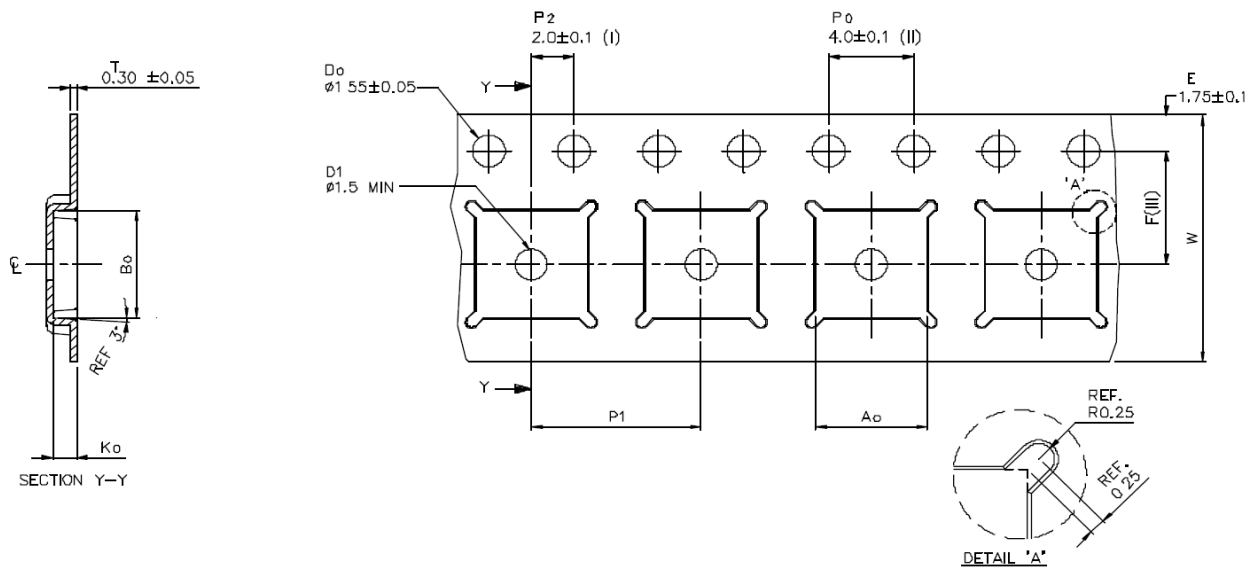 P2
2.0±0.1 (I)
P0
4.0±0.1 (II)
T
0.30 ±0.05
Do
Ø1.55±0.05
Y
E
1.75±0.1
D1
Ø1.5 MIN
'A'
F(III)
W
Bo
REF 3°
Ko
SECTION Y-Y
Y
P1
Ao
REF.
R0.25
REF.
0.25
DETAIL 'A'